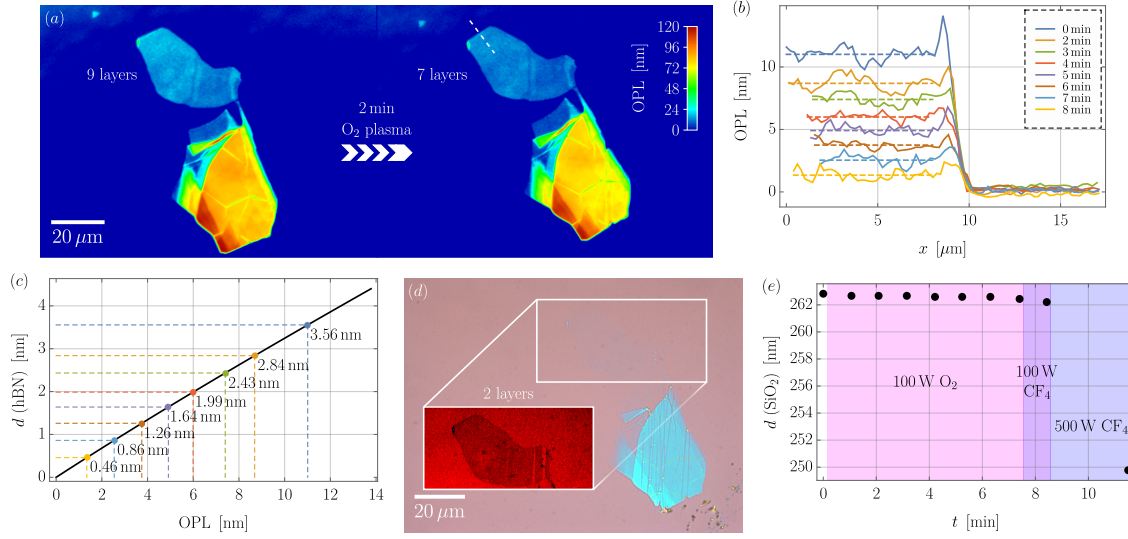 (a)
20 μm
9 layers
2 min
O₂ plasma
7 layers
OPL [nm]
120
96
72
48
24
0
(b)
OPL [nm]
10
5
0
0 min
2 min
3 min
4 min
5 min
6 min
7 min
8 min
0 5 10 15
x [μm]
(c)
d (hBN) [nm]
4
3
2
1
0
3.56 nm
2.84 nm
2.43 nm
1.99 nm
1.64 nm
1.26 nm
0.86 nm
0.46 nm
0 2 4 6 8 10 12 14
OPL [nm]
(d)
2 layers
20 μm
(e)
d (SiO₂) [nm]
262
260
258
256
254
252
250
100 W O₂
100 W
CF₄
500 W CF₄
0 2 4 6 8 10
t [min]